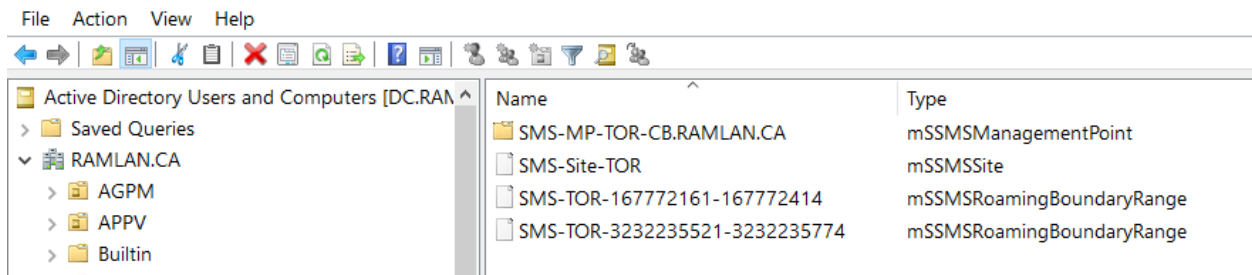 File Action View Help
Active Directory Users and Computers [DC.RAM
Saved Queries
RAMLAN.CA
AGPM
APPV
Builtin
Name Type
SMS-MP-TOR-CB.RAMLAN.CA mSSMSManagementPoint
SMS-Site-TOR mSSMSSite
SMS-TOR-167772161-167772414 mSSMSRoamingBoundaryRange
SMS-TOR-3232235521-3232235774 mSSMSRoamingBoundaryRange